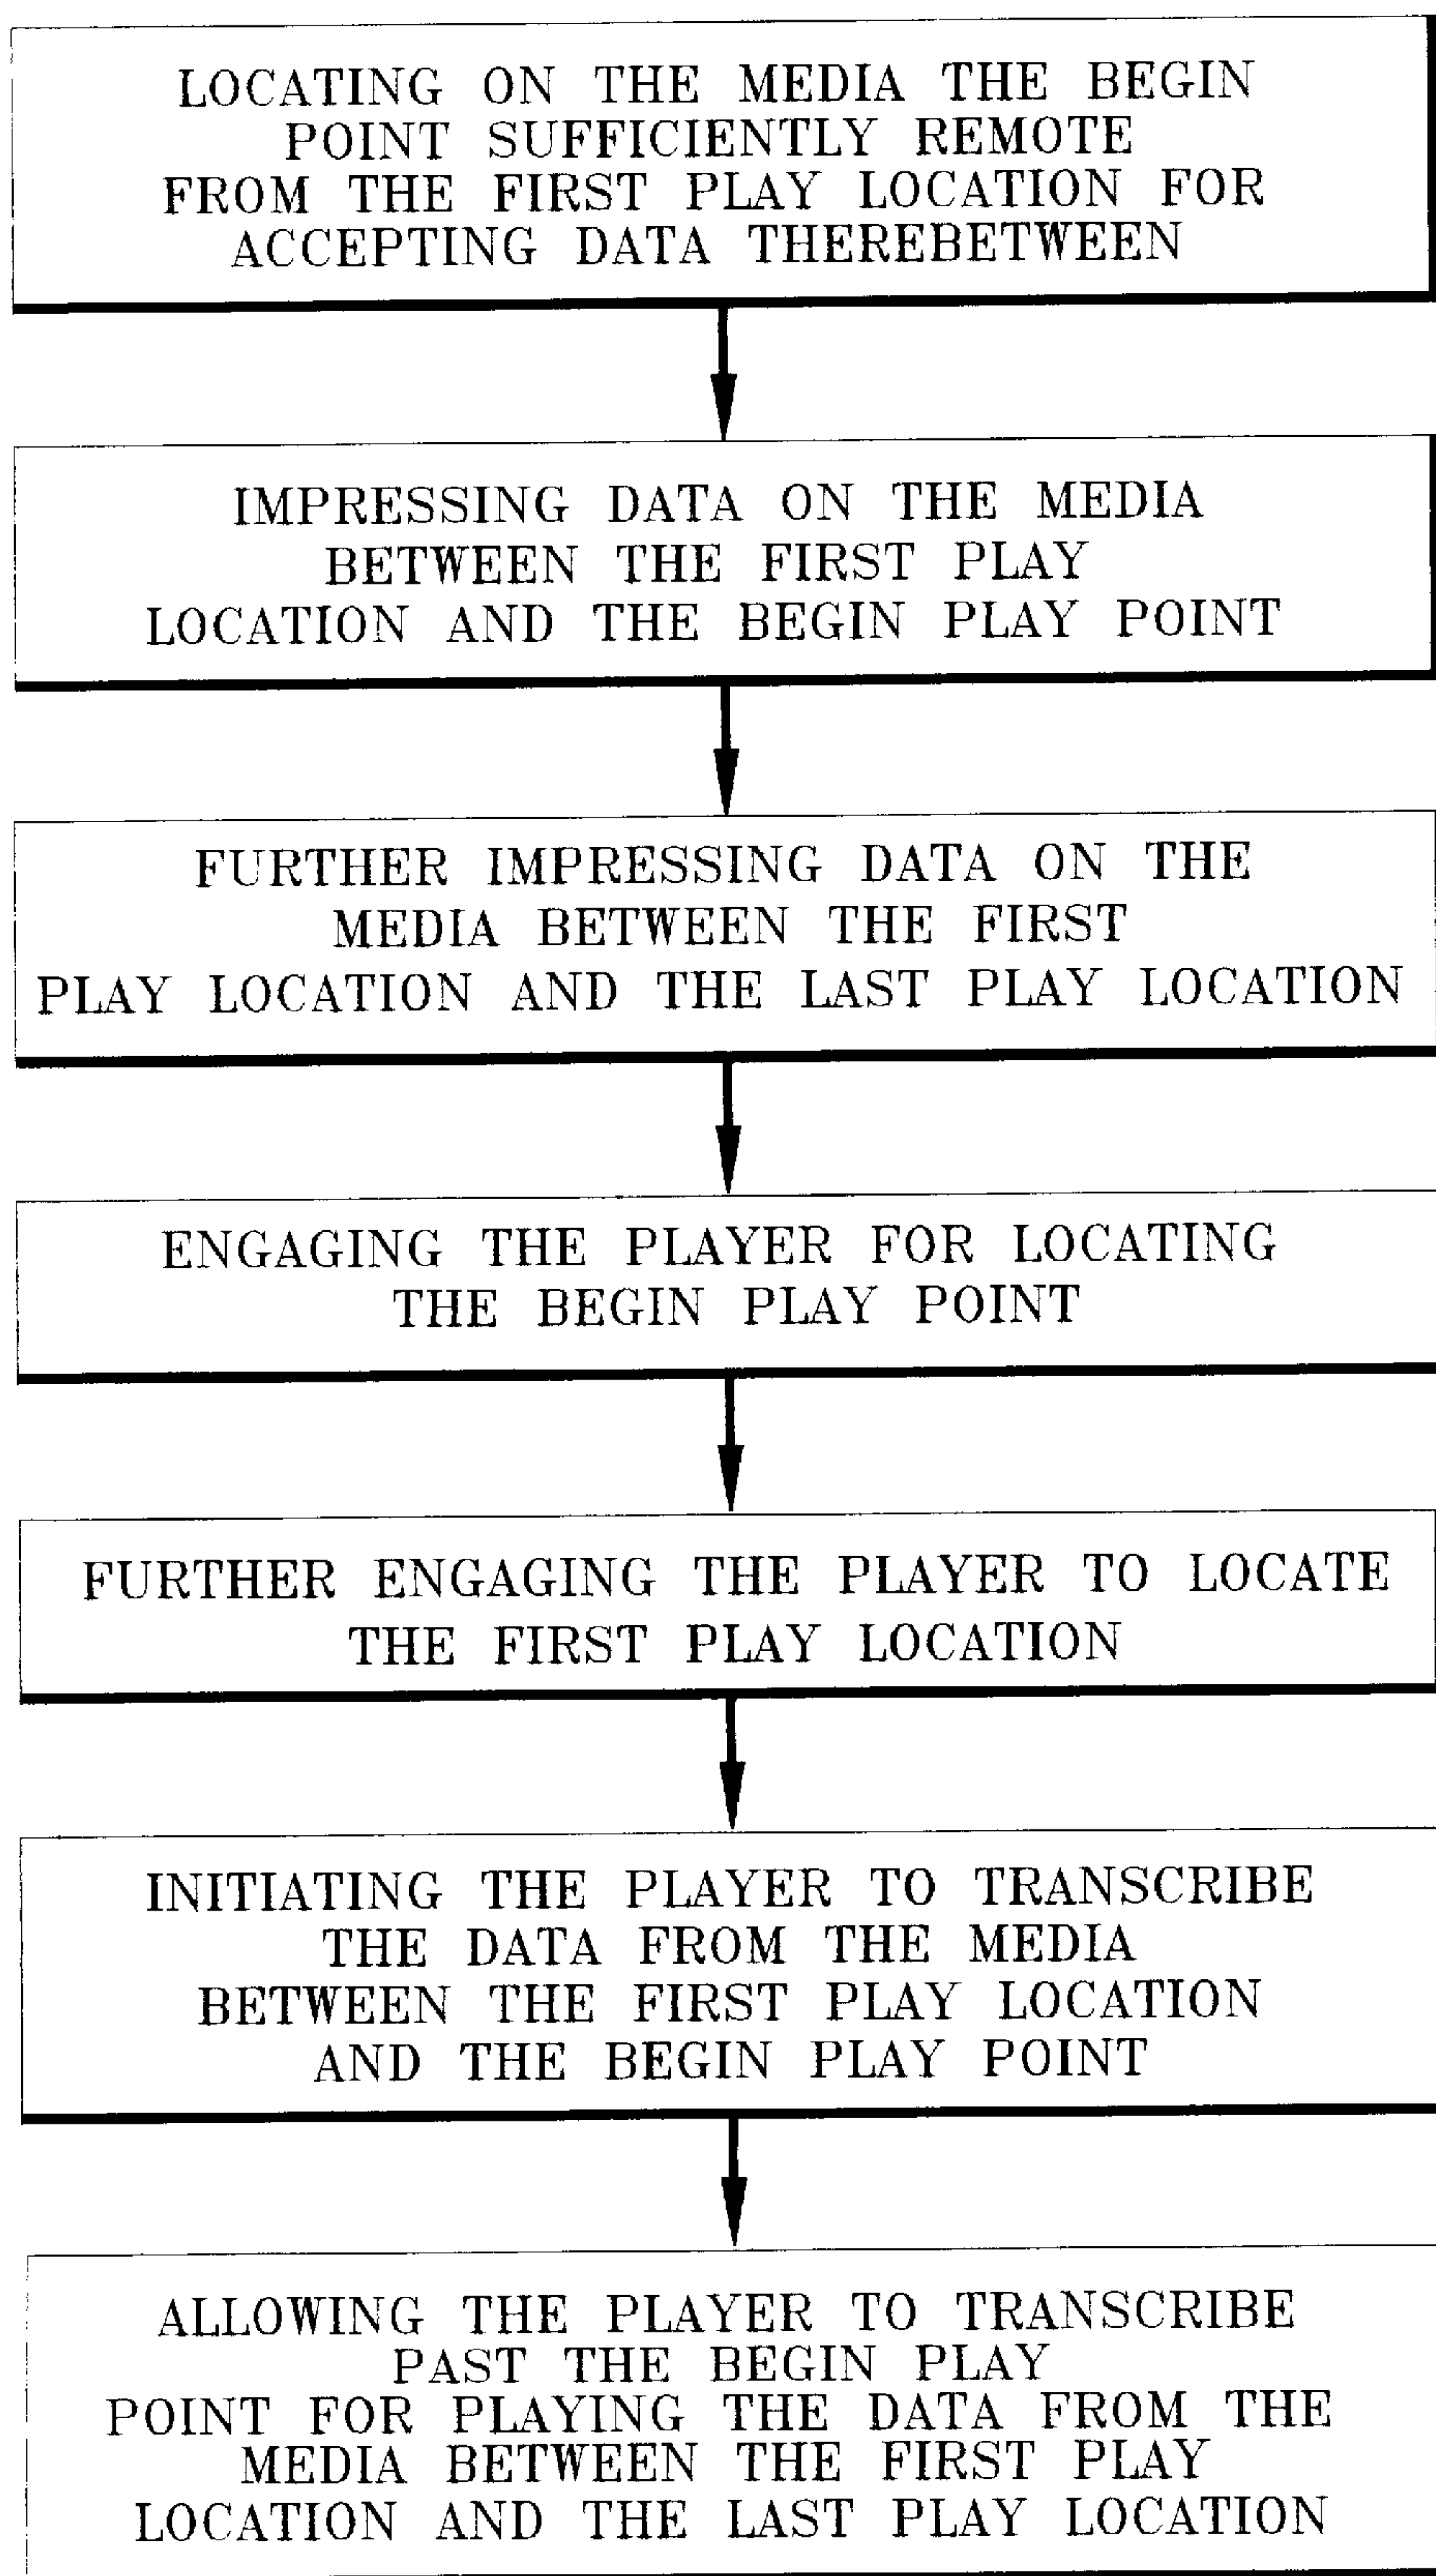 LOCATING ON THE MEDIA THE BEGIN
POINT SUFFICIENTLY REMOTE
FROM THE FIRST PLAY LOCATION FOR
ACCEPTING DATA THEREBETWEEN
IMPRESSING DATA ON THE MEDIA
BETWEEN THE FIRST PLAY
LOCATION AND THE BEGIN PLAY POINT
FURTHER IMPRESSING DATA ON THE
MEDIA BETWEEN THE FIRST
PLAY LOCATION AND THE LAST PLAY LOCATION
ENGAGING THE PLAYER FOR LOCATING
THE BEGIN PLAY POINT
FURTHER ENGAGING THE PLAYER TO LOCATE
THE FIRST PLAY LOCATION
INITIATING THE PLAYER TO TRANSCRIBE
THE DATA FROM THE MEDIA
BETWEEN THE FIRST PLAY LOCATION
AND THE BEGIN PLAY POINT
ALLOWING THE PLAYER TO TRANSCRIBE
PAST THE BEGIN PLAY
POINT FOR PLAYING THE DATA FROM THE
MEDIA BETWEEN THE FIRST PLAY
LOCATION AND THE LAST PLAY LOCATION